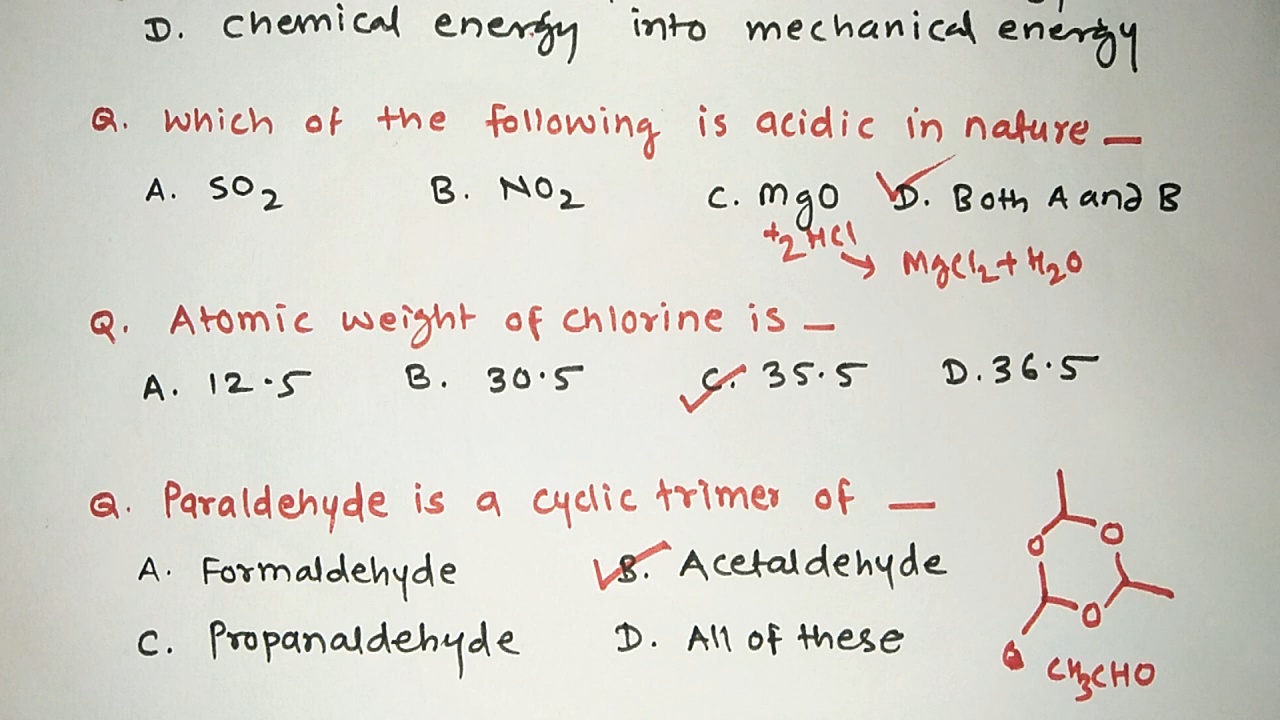 D. chemical energy into mechanical energy
Q. Which of the following is acidic in nature _
A. SO2 B. NO2 C. MgO D. Both A and B
+2HCl → MgCl2 + H2O
Q. Atomic weight of chlorine is _
A. 12.5 B. 30.5 C. 35.5 D. 36.5
Q. Paraldehyde is a cyclic trimer of _
A. Formaldehyde B. Acetaldehyde
C. Propanaldehyde D. All of these
O O
O
CH3CHO